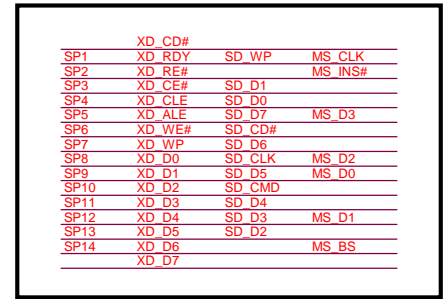 XD_CD#
SP1 XD_RDY SD_WP MS_CLK
SP2 XD_RE# MS_INS#
SP3 XD_CE# SD_D1
SP4 XD_CLE SD_D0
SP5 XD_ALE SD_D7 MS_D3
SP6 XD_WE# SD_CD#
SP7 XD_WP SD_D6
SP8 XD_D0 SD_CLK MS_D2
SP9 XD_D1 SD_D5 MS_D0
SP10 XD_D2 SD_CMD
SP11 XD_D3 SD_D4
SP12 XD_D4 SD_D3 MS_D1
SP13 XD_D5 SD_D2
SP14 XD_D6 MS_BS
XD_D7